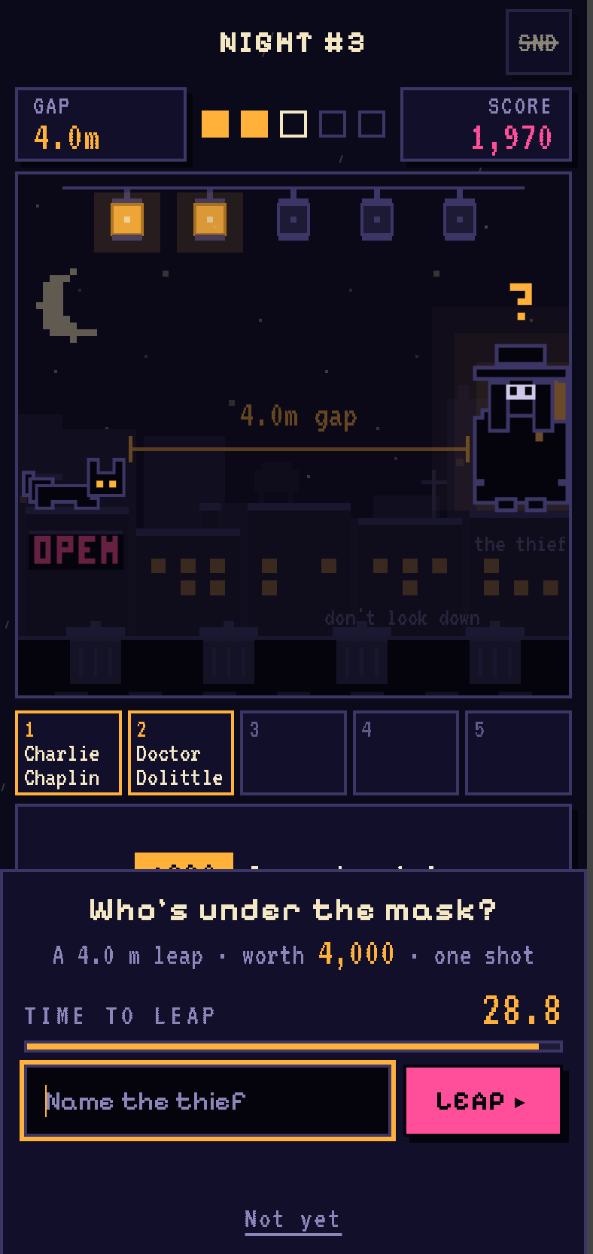 NIGHT #3
SND
GAP
4.0m
SCORE
1,970
?
4.0m gap
OPEN
the thief
don't look down
1
Charlie
Chaplin
2
Doctor
Dolittle
3
4
5
Who's under the mask?
A 4.0 m leap · worth 4,000 · one shot
TIME TO LEAP
28.8
Name the thief
LEAP ▸
Not yet